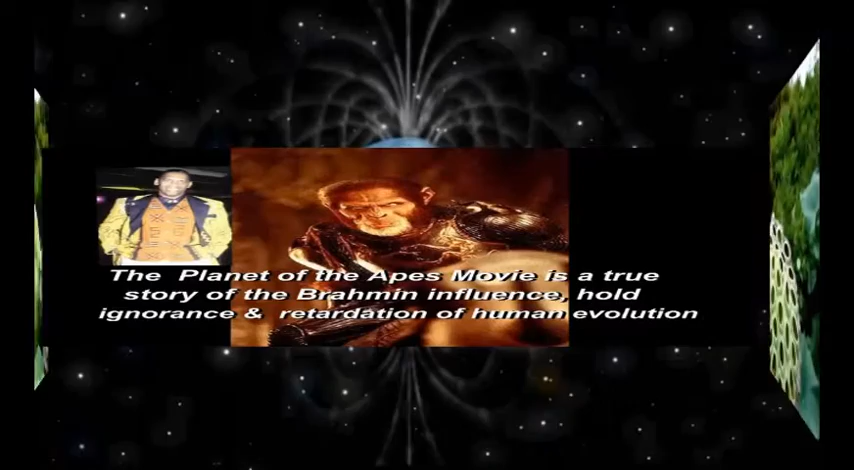 The Planet of the Apes Movie is a true
story of the Brahmin influence, hold
ignorance & retardation of human evolution